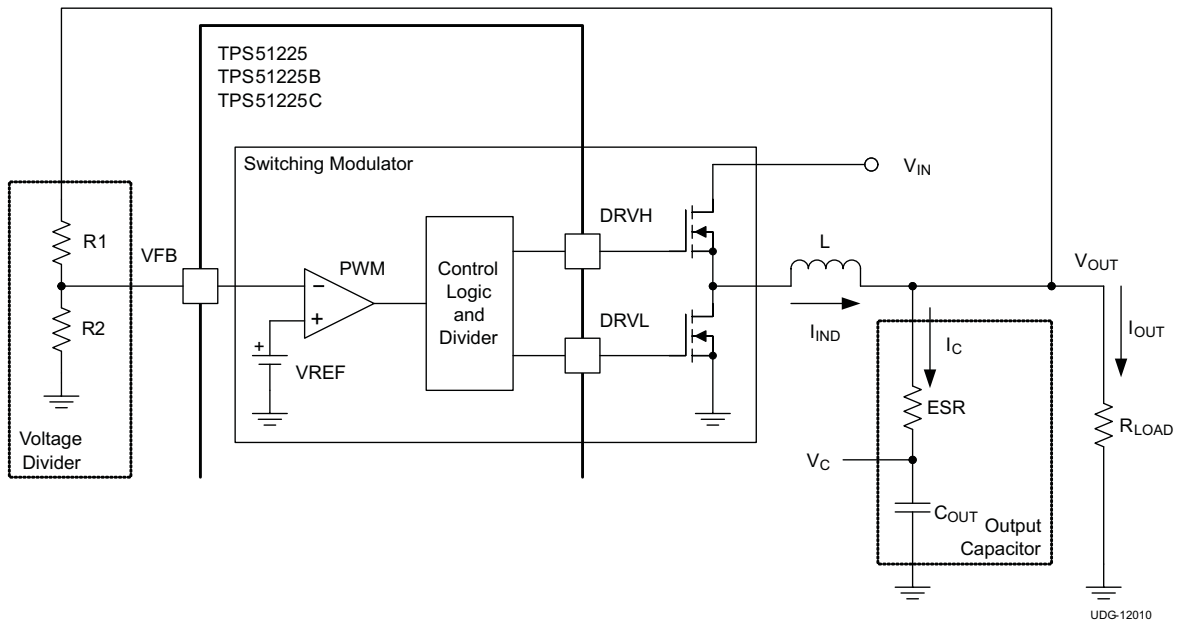 TPS51225
TPS51225B
TPS51225C
Switching Modulator
VIN
DRVH
R1
VFB
PWM
Control
Logic
and
Divider
L
VOUT
−
+
R2
DRVL
IIND
IC
IOUT
+
VREF
ESR
RLOAD
Voltage
Divider
VC
COUT
Output
Capacitor
UDG-12010